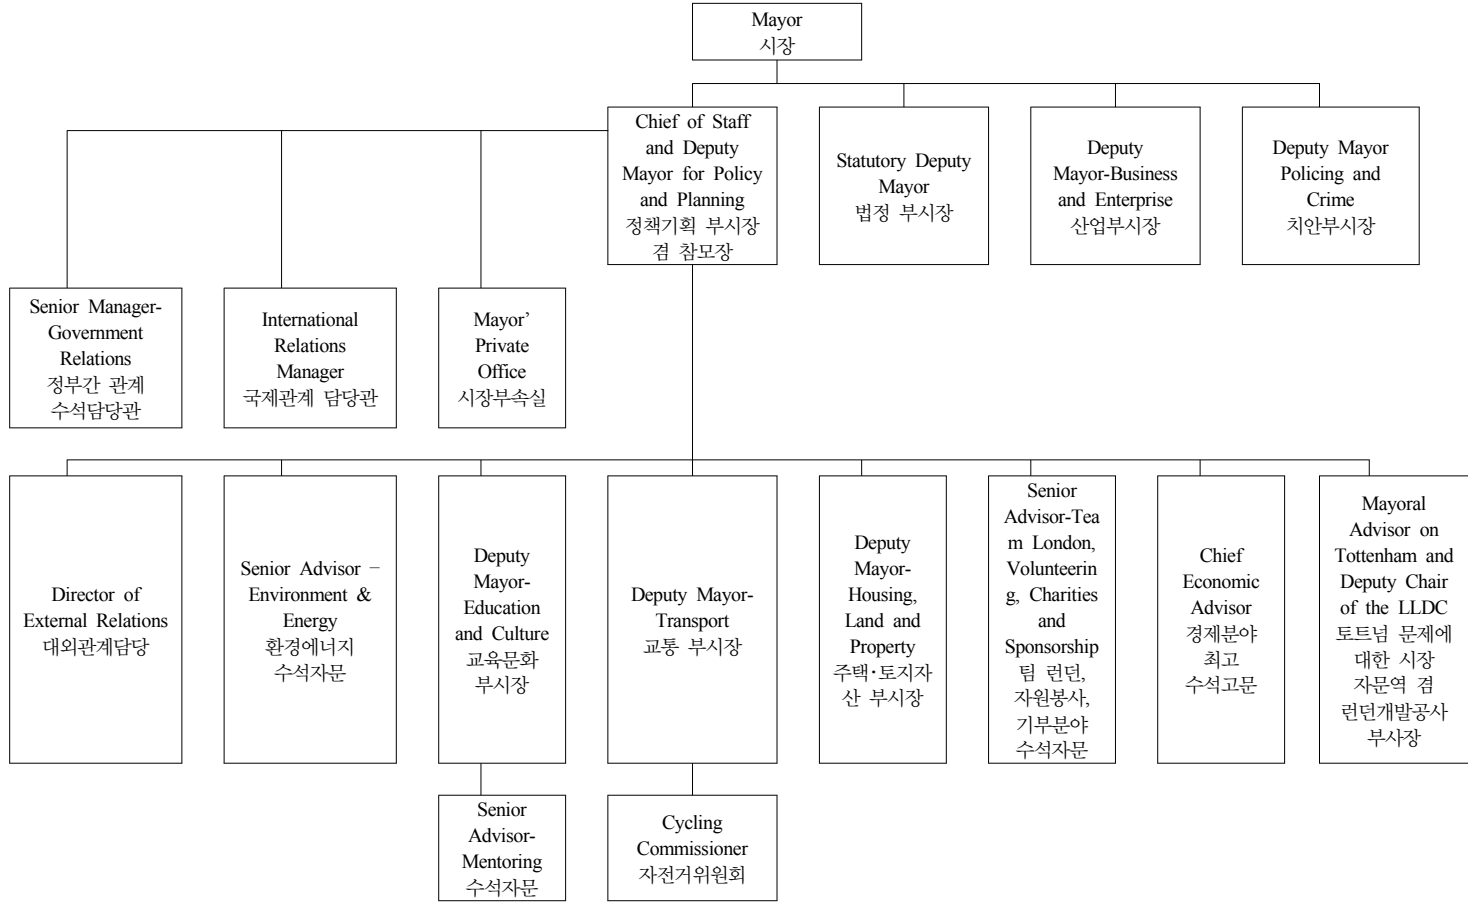 Mayor
시장
Chief of Staff
and Deputy
Mayor for Policy
and Planning
정책기획 부시장
겸 참모장
Statutory Deputy
Mayor
법정 부시장
Deputy
Mayor-Business
and Enterprise
산업부시장
Deputy Mayor
Policing and
Crime
치안부시장
Senior Manager-
Government
Relations
정부간 관계
수석담당관
International
Relations
Manager
국제관계 담당관
Mayor'
Private
Office
시장부속실
Director of
External Relations
대외관계담당
Senior Advisor –
Environment &
Energy
환경에너지
수석자문
Deputy
Mayor-
Education
and Culture
교육문화
부시장
Deputy Mayor-
Transport
교통 부시장
Deputy
Mayor-
Housing,
Land and
Property
주택·토지자
산 부시장
Senior
Advisor-Tea
m London,
Volunteerin
g, Charities
and
Sponsorship
팀 런던,
자원봉사,
기부분야
수석자문
Chief
Economic
Advisor
경제분야
최고
수석고문
Mayoral
Advisor on
Tottenham and
Deputy Chair
of the LLDC
토트넘 문제에
대한 시장
자문역 겸
런던개발공사
부사장
Senior
Advisor-
Mentoring
수석자문
Cycling
Commissioner
자전거위원회